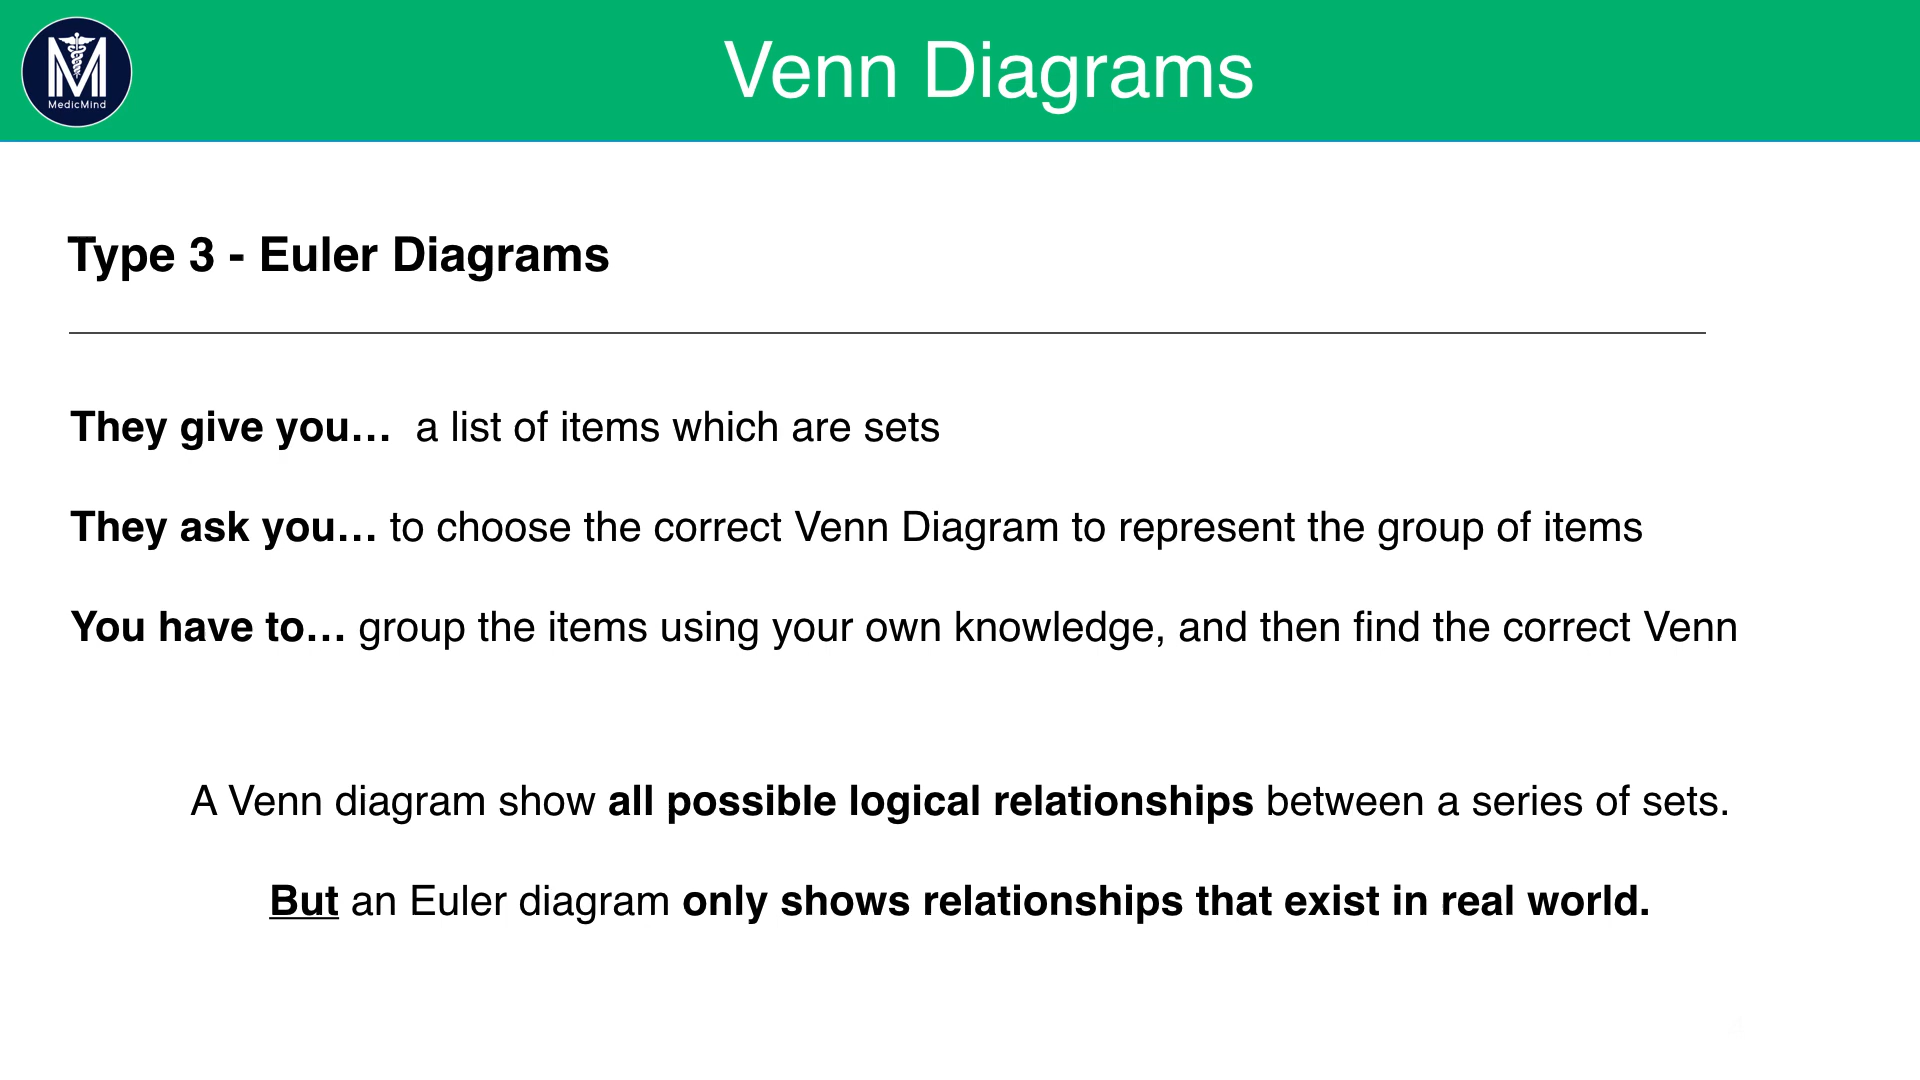 MedicMind
Venn Diagrams
Type 3 - Euler Diagrams
They give you… a list of items which are sets
They ask you… to choose the correct Venn Diagram to represent the group of items
You have to… group the items using your own knowledge, and then find the correct Venn
A Venn diagram show all possible logical relationships between a series of sets.
But an Euler diagram only shows relationships that exist in real world.